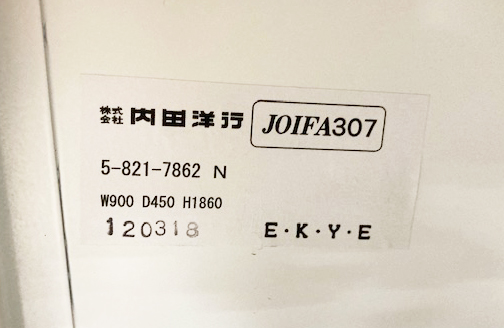 株式会社 内田洋行 JOIFA307
5-821-7862 N
W900 D450 H1860
120318 E・K・Y・E